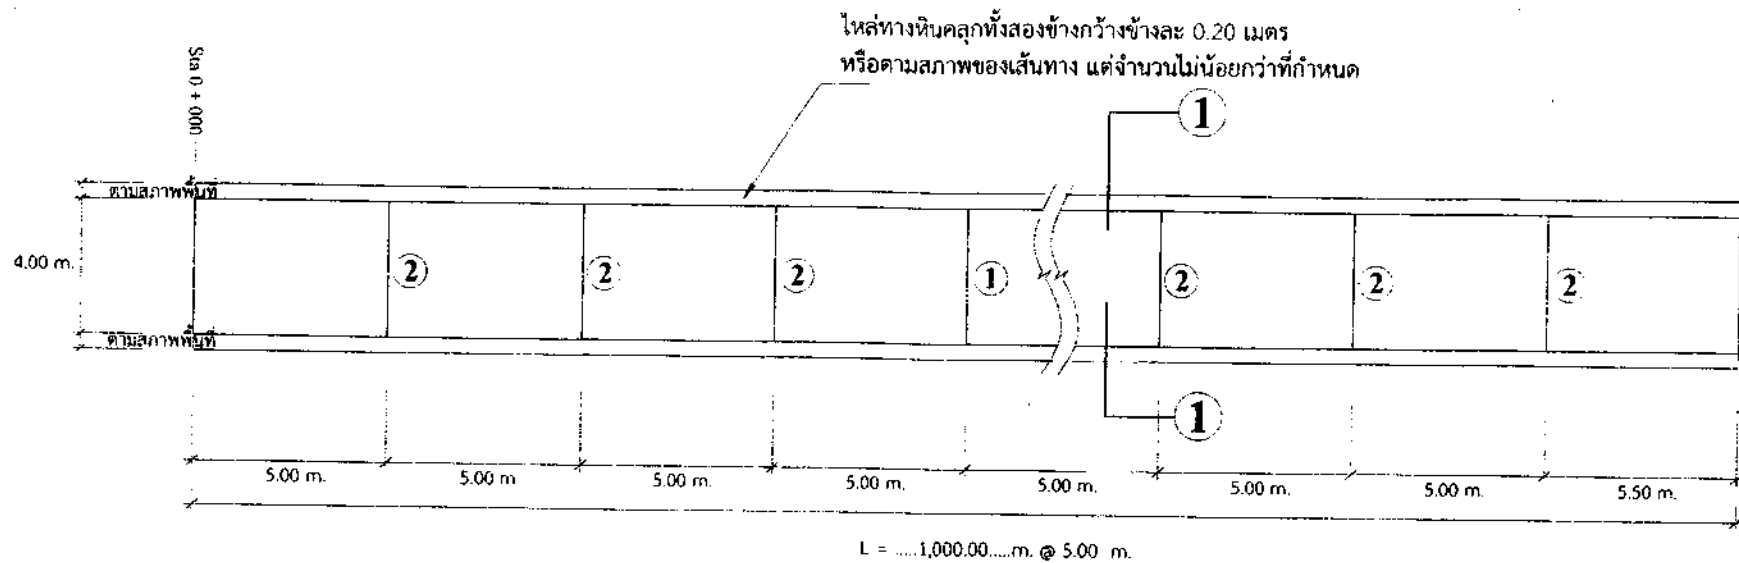 ไหล่ทางหินคลุกทั้งสองข้างกว้างข้างละ 0.20 เมตร
หรือตามสภาพของเส้นทาง แต่จำนวนไม่น้อยกว่าที่กำหนด
Sta 0 + 000
1
ตามสภาพพื้นที่
4.00 m.
2
2
2
1
2
2
2
ตามสภาพพื้นที่
1
5.00 m.
5.00 m
5.00 m.
5.00 m.
5.00 m.
5.00 m.
5.00 m.
5.50 m.
L = .....1,000.00.....m. @ 5.00 m.